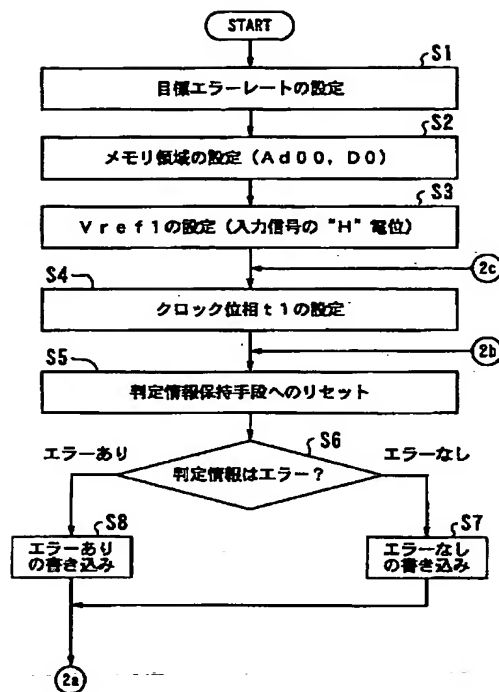 START
S1
目標エラーレートの設定
S2
メモリ領域の設定（Ad00，D0）
S3
Vref1の設定（入力信号の“H”電位）
2c
S4
クロック位相t1の設定
2b
S5
判定情報保持手段へのリセット
S6
エラーあり
エラーなし
判定情報はエラー？
S8
S7
エラーあり
の書き込み
エラーなし
の書き込み
2a